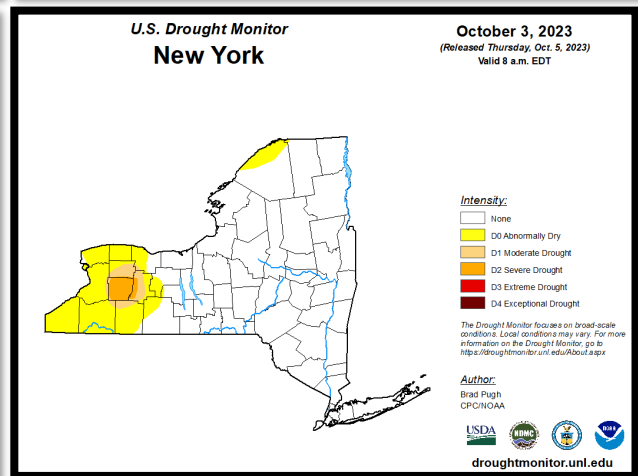 U.S. Drought Monitor
New York
October 3, 2023
(Released Thursday, Oct. 5, 2023)
Valid 8 a.m. EDT
Intensity:
None
D0 Abnormally Dry
D1 Moderate Drought
D2 Severe Drought
D3 Extreme Drought
D4 Exceptional Drought
The Drought Monitor focuses on broad-scale
conditions. Local conditions may vary. For more
information on the Drought Monitor, go to
https://droughtmonitor.unl.edu/About.aspx
Author:
Brad Pugh
CPC/NOAA
USDA
NDMC
NOAA
droughtmonitor.unl.edu